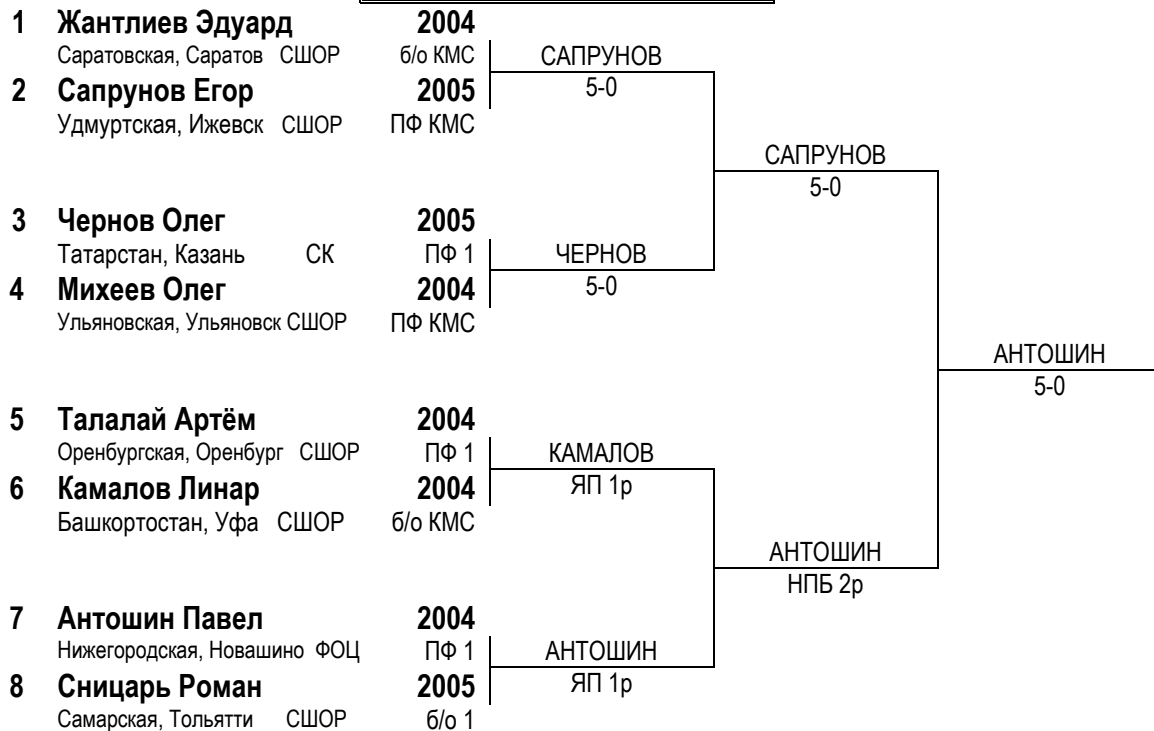 1 Жантлиев Эдуард 2004
Саратовская, Саратов СШОР б/о КМС
САПРУНОВ
5-0
2 Сапрунов Егор 2005
Удмуртская, Ижевск СШОР ПФ КМС
САПРУНОВ
5-0
3 Чернов Олег 2005
Татарстан, Казань СК ПФ 1
ЧЕРНОВ
5-0
4 Михеев Олег 2004
Ульяновская, Ульяновск СШОР ПФ КМС
АНТОШИН
5-0
5 Талалай Артём 2004
Оренбургская, Оренбург СШОР ПФ 1
КАМАЛОВ
ЯП 1р
6 Камалов Линар 2004
Башкортостан, Уфа СШОР б/о КМС
АНТОШИН
НПБ 2р
7 Антошин Павел 2004
Нижегородская, Новашино ФОЦ ПФ 1
АНТОШИН
ЯП 1р
8 Сницарь Роман 2005
Самарская, Тольятти СШОР б/о 1